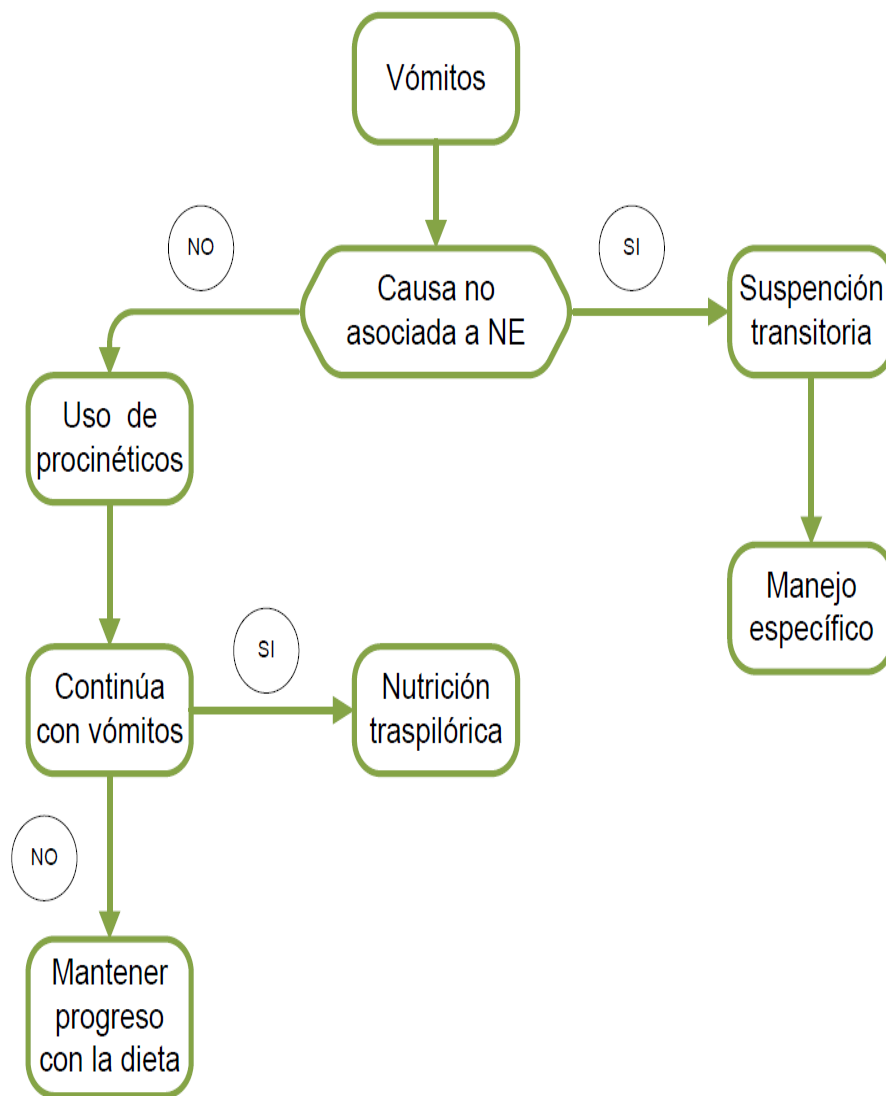 Vómitos
NO
SI
Causa no
asociada a NE
Suspención
transitoria
Uso de
procinéticos
Manejo
específico
SI
Continúa
con vómitos
Nutrición
traspilórica
NO
Mantener
progreso
con la dieta